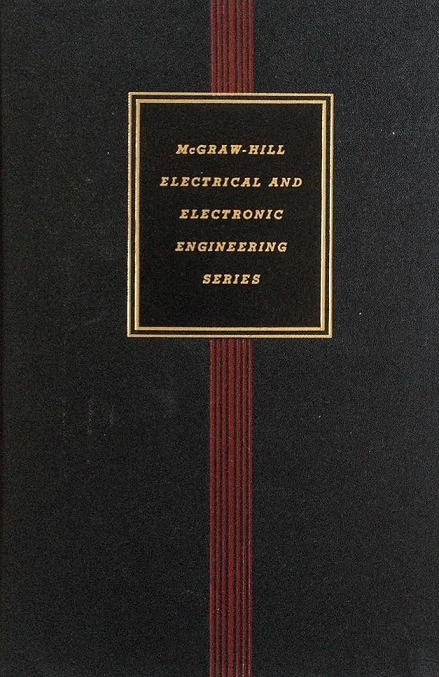 McGRAW-HILL
ELECTRICAL AND
ELECTRONIC
ENGINEERING
SERIES